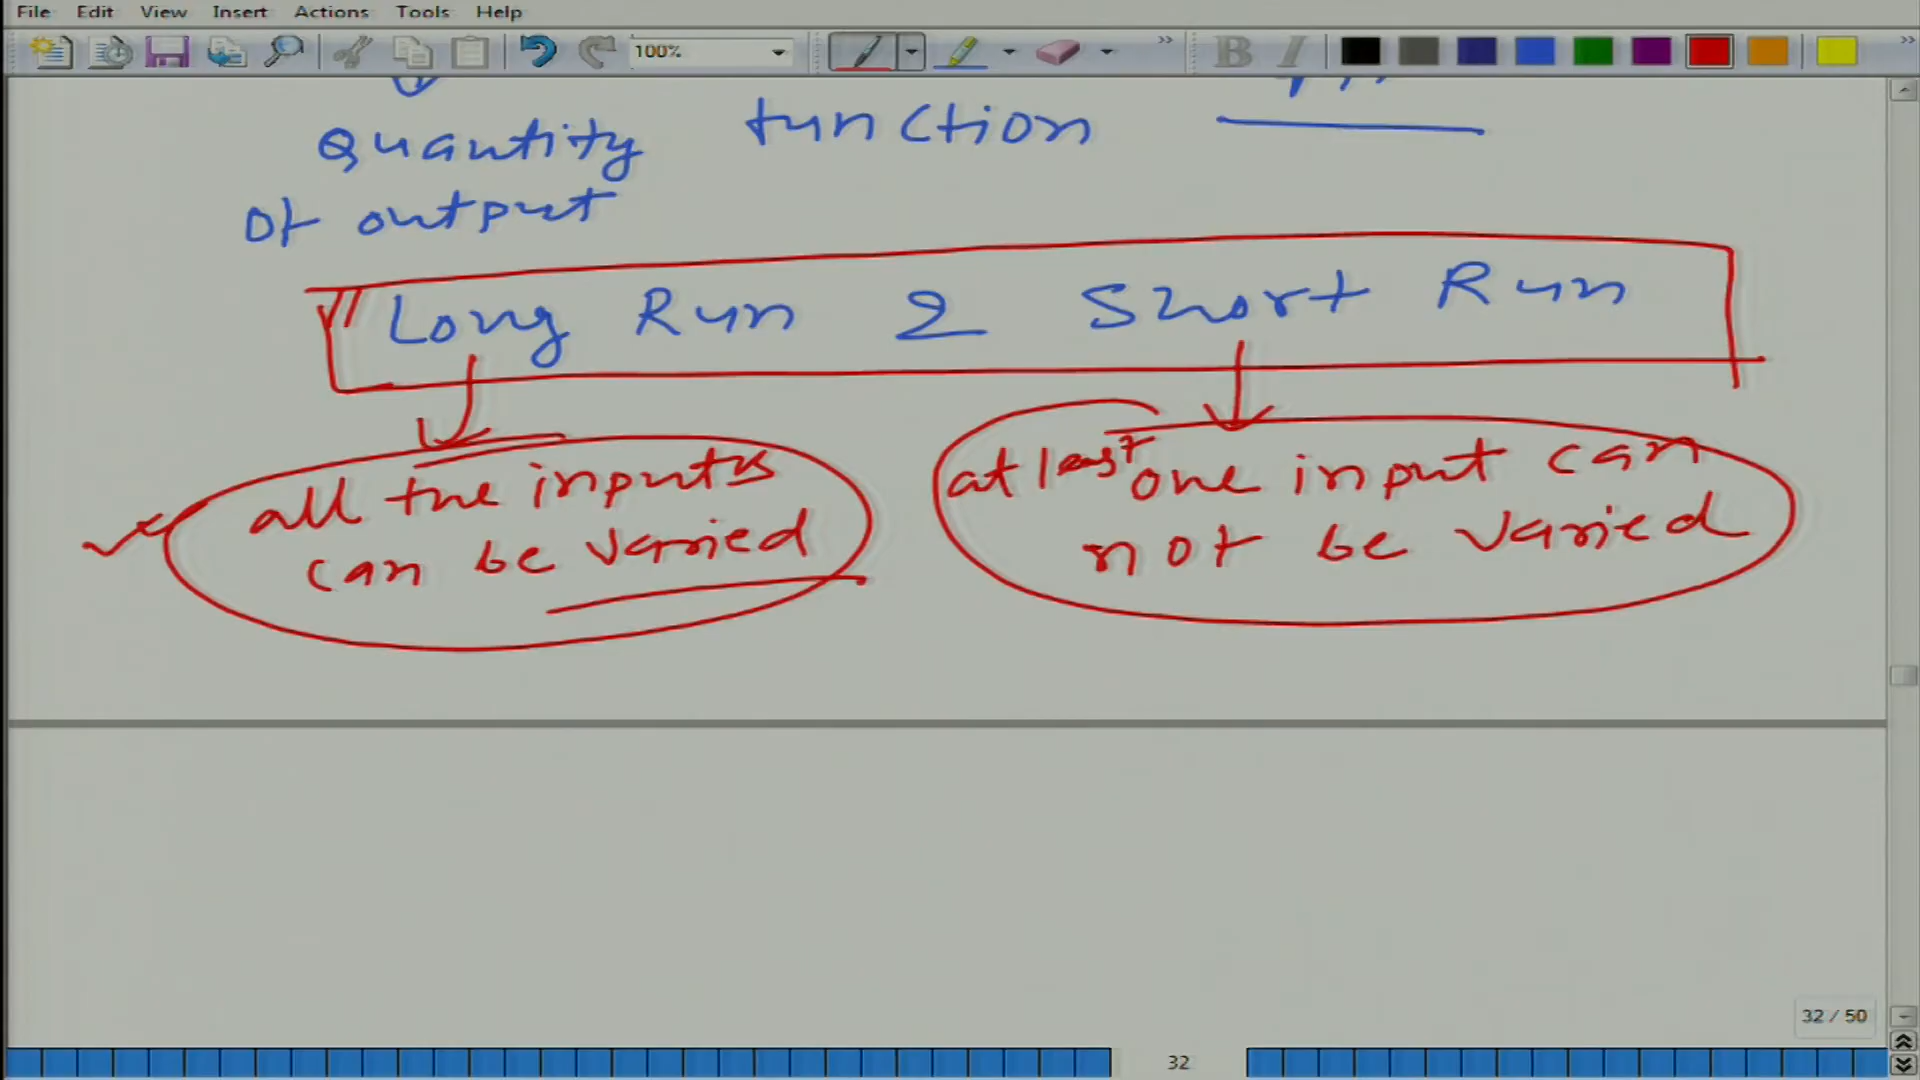 File Edit View Insert Actions Tools Help
100%
Quantity function
of output
Long Run & Short Run
all the inputs
can be varied
at least one input can
not be varied
32 / 50
32